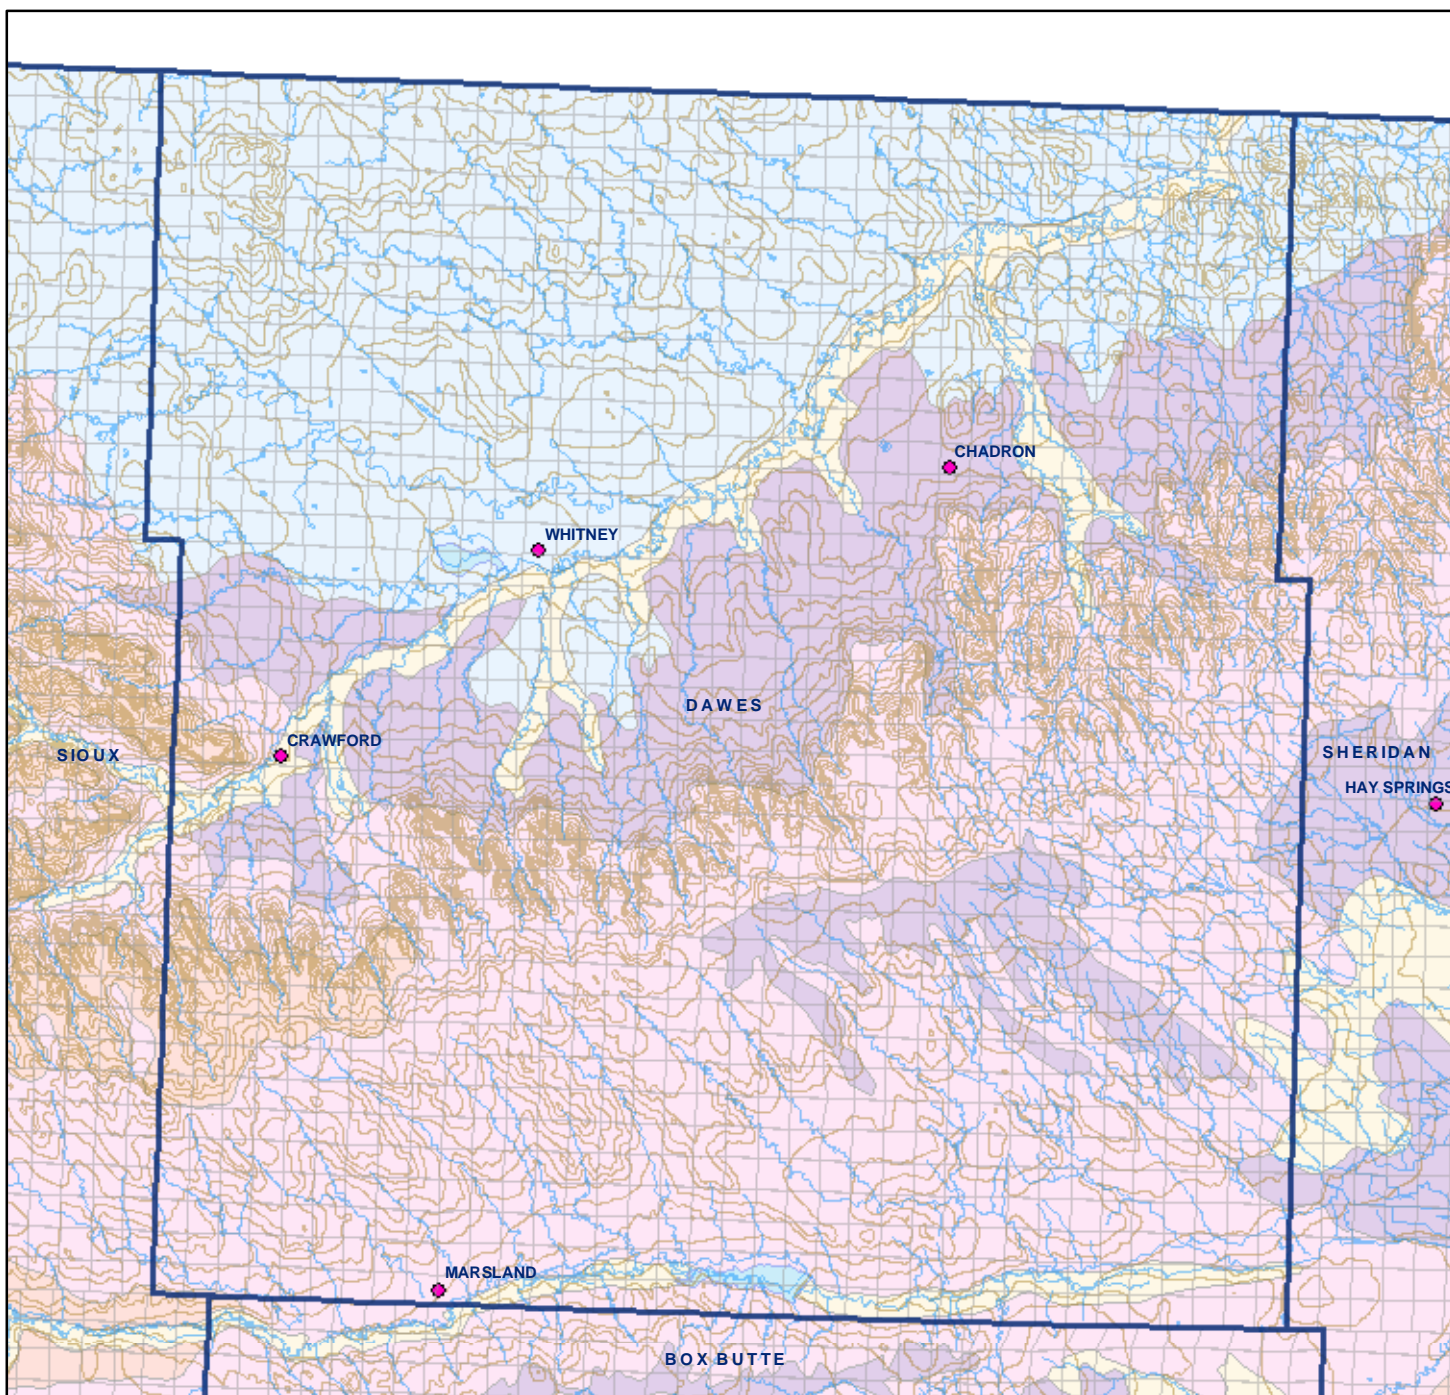 CHADRON
WHITNEY
DAWES
CRAWFORD
SIOUX
SHERIDAN
HAY SPRINGS
MARSLAND
BOX BUTTE